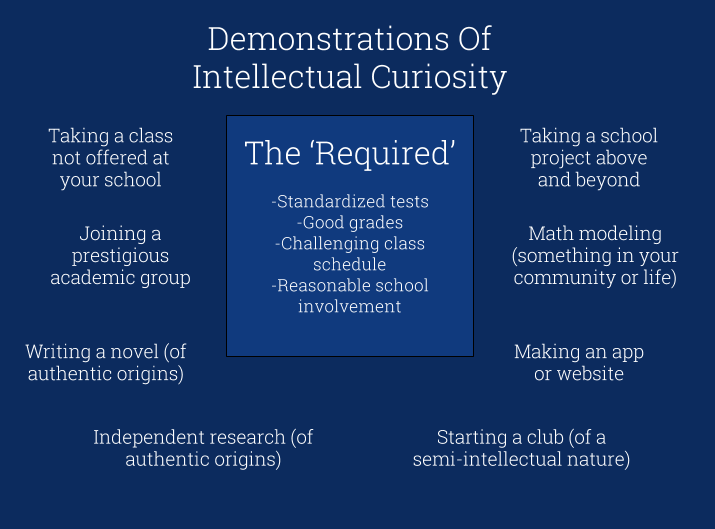 Demonstrations Of
Intellectual Curiosity
Taking a class
not offered at
your school
Joining a
prestigious
academic group
Writing a novel (of
authentic origins)
The ‘Required’
-Standardized tests
-Good grades
-Challenging class
schedule
-Reasonable school
involvement
Taking a school
project above
and beyond
Math modeling
(something in your
community or life)
Making an app
or website
Independent research (of
authentic origins)
Starting a club (of a
semi-intellectual nature)